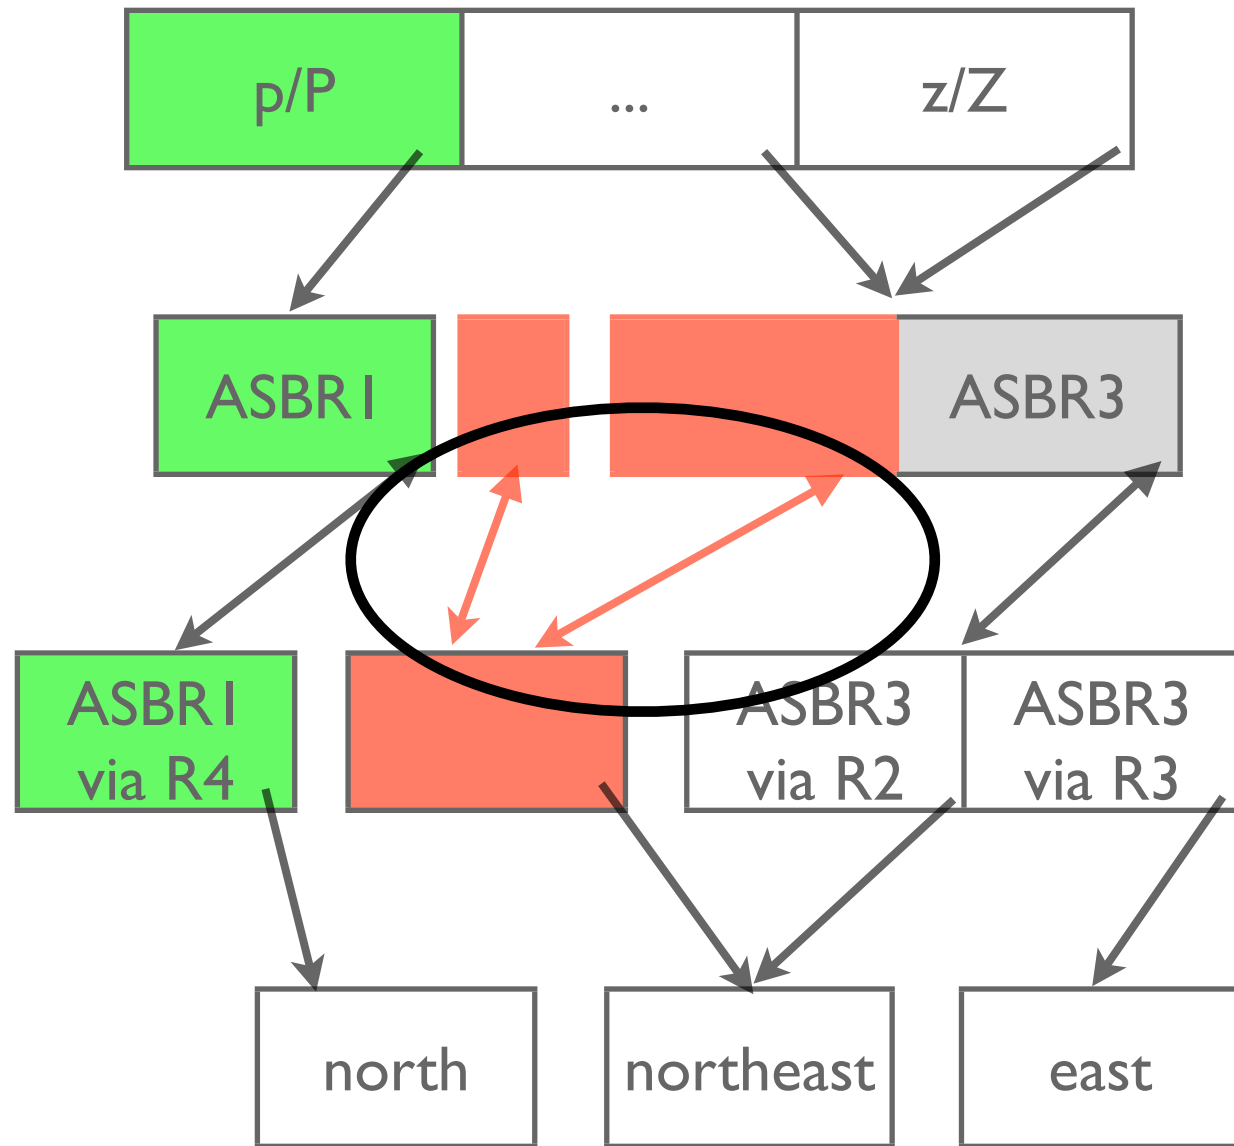 p/P
...
z/Z
ASBR1
ASBR3
ASBR1
via R4
ASBR3
via R2
ASBR3
via R3
north
northeast
east